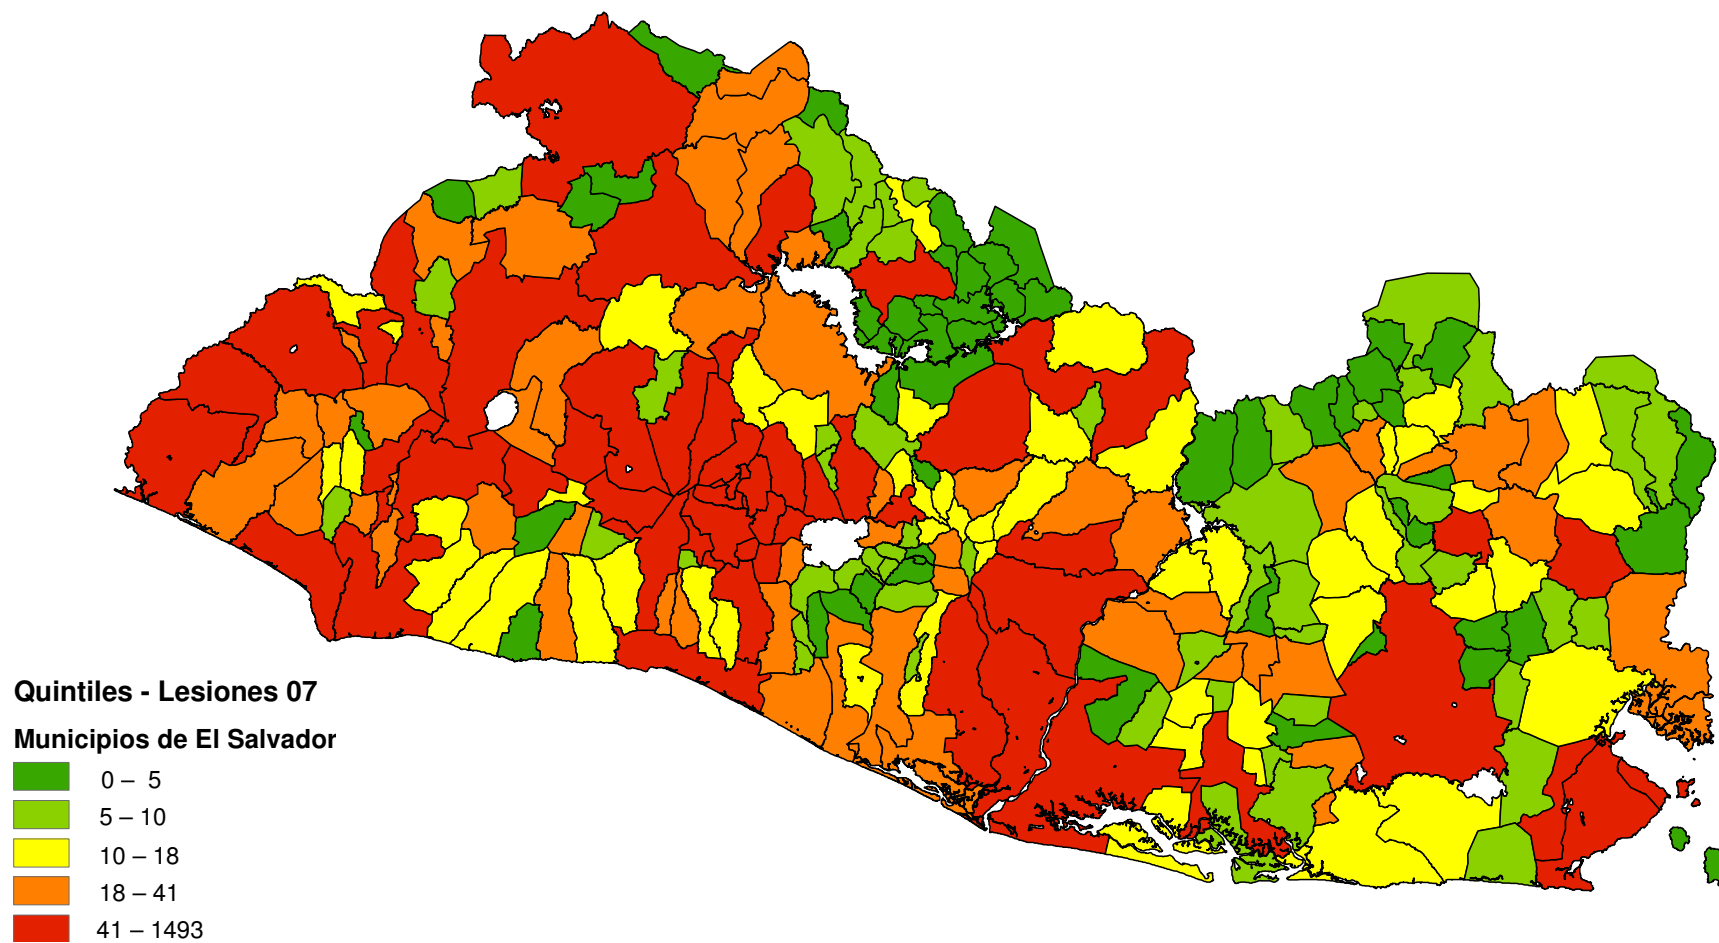 Quintiles - Lesiones 07
Municipios de El Salvador
0 – 5
5 – 10
10 – 18
18 – 41
41 – 1493